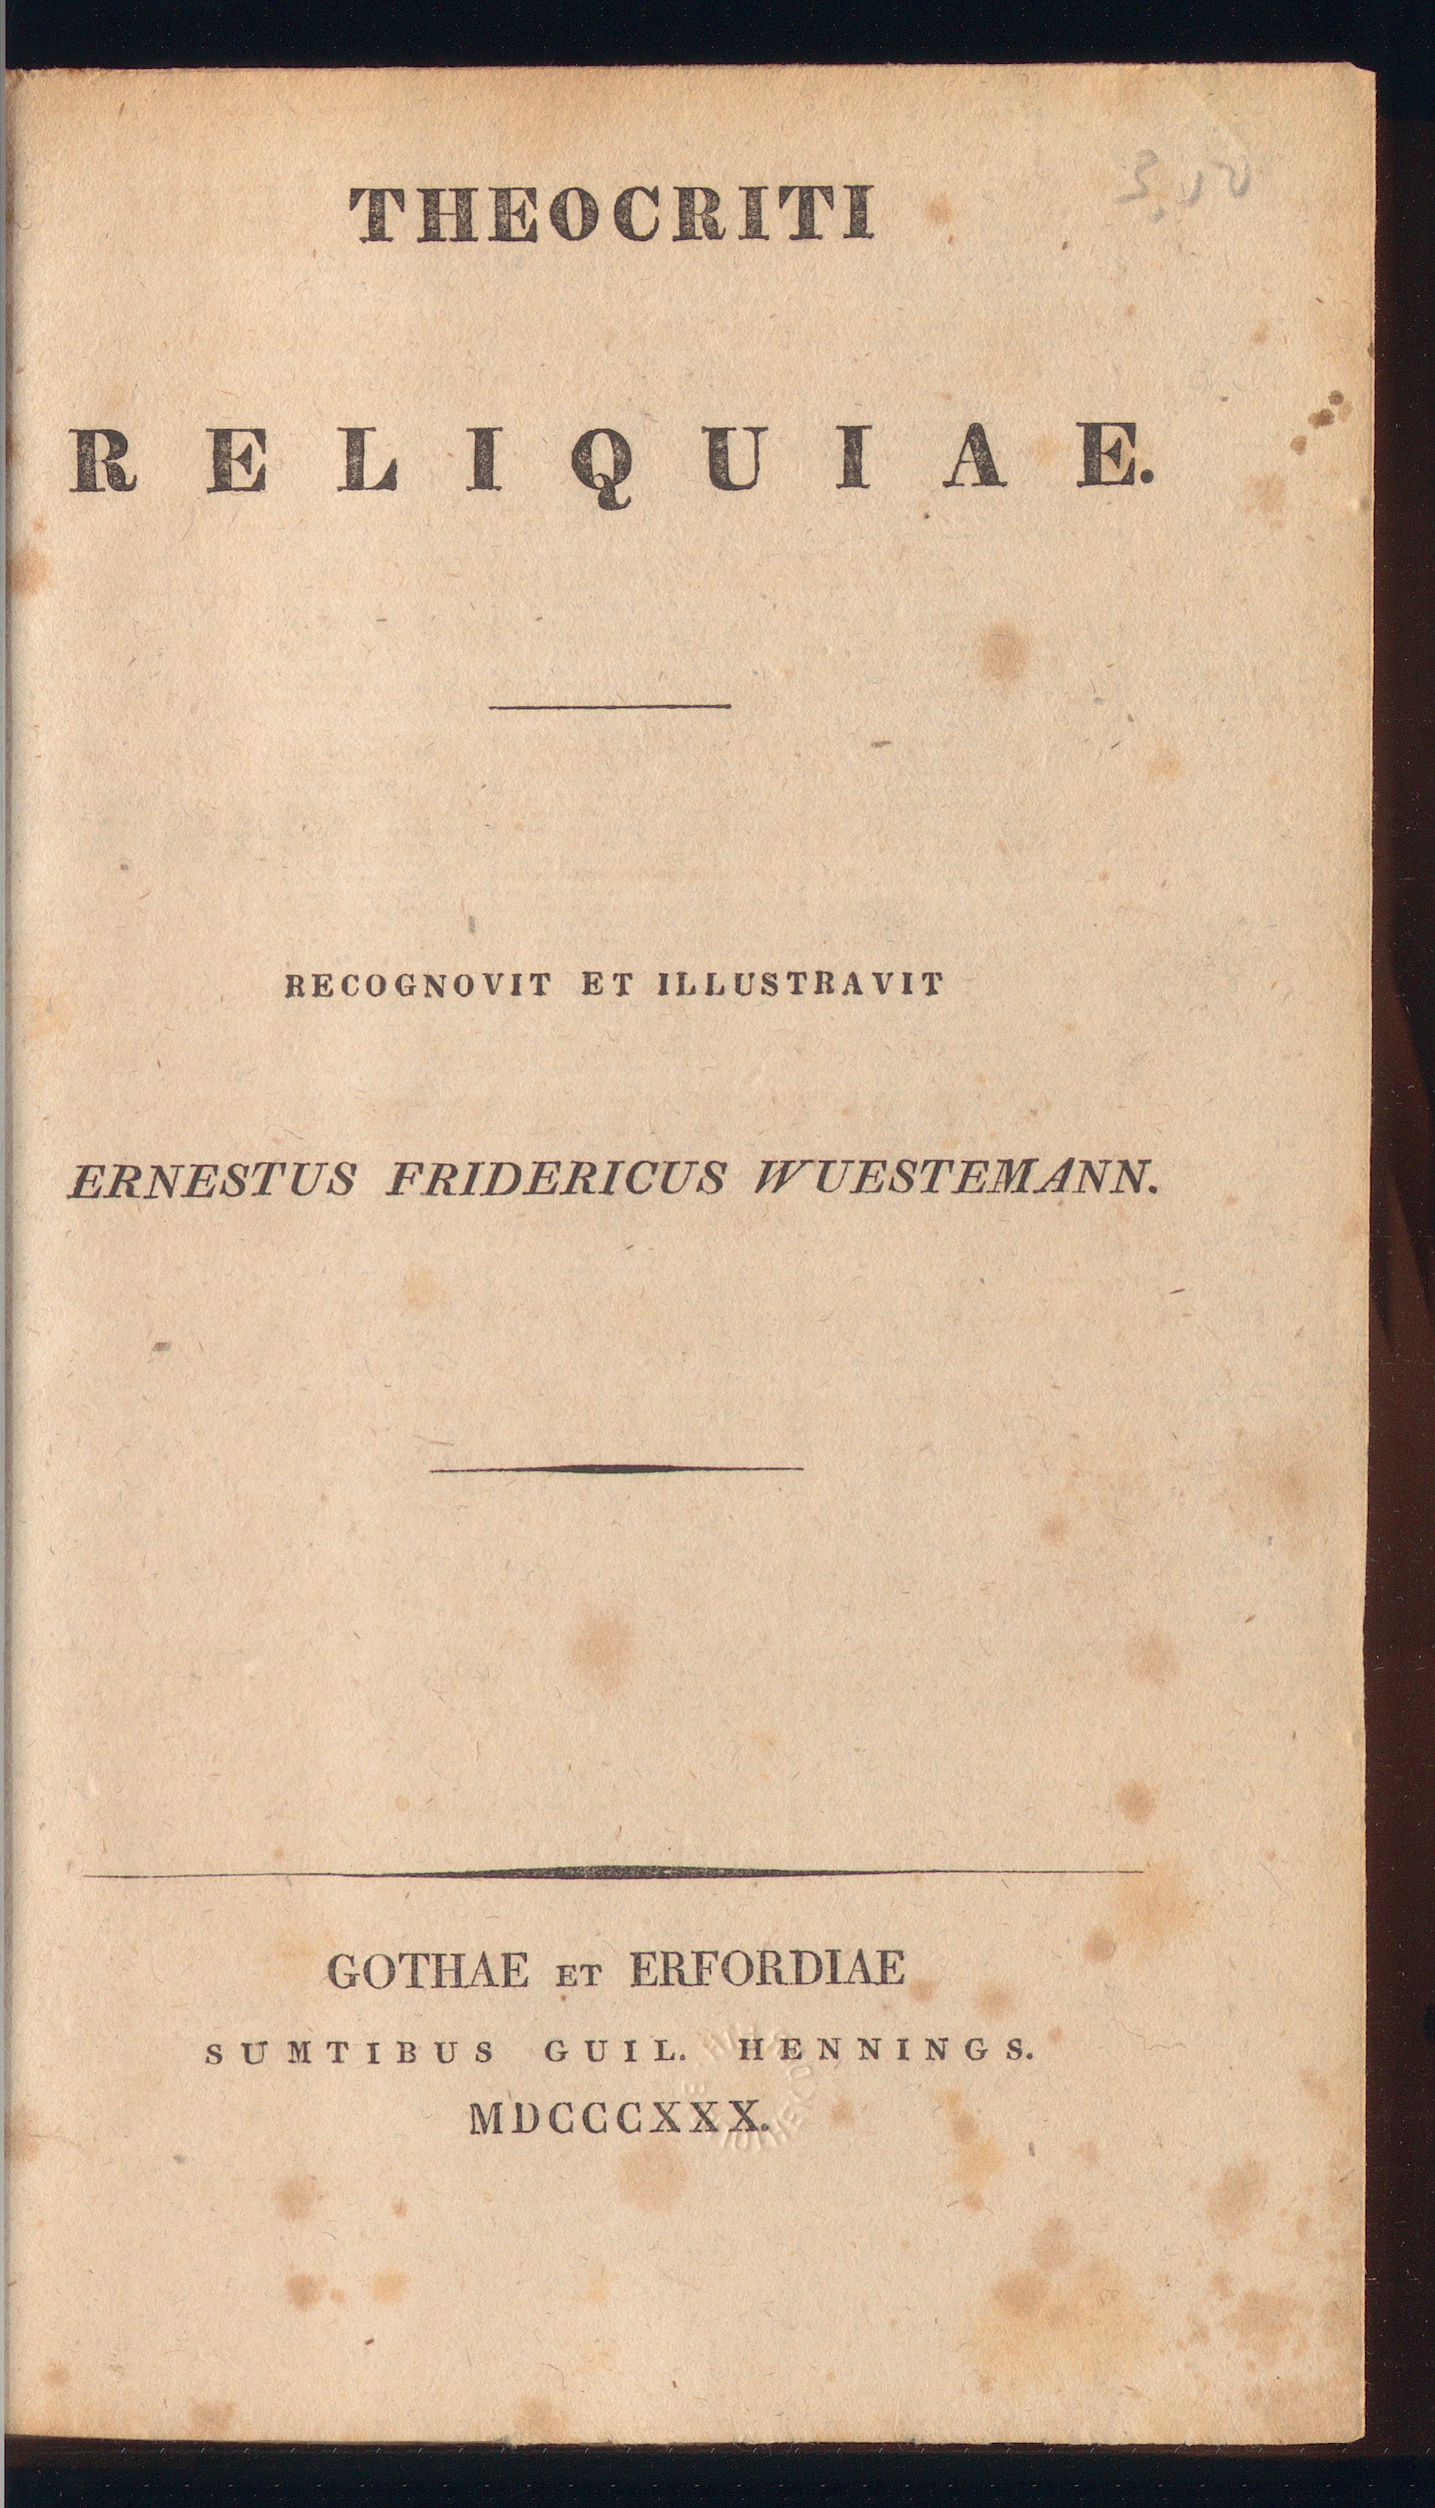 THEOCRITI
RELIQUIAE.
RECOGNOVIT ET ILLUSTRAVIT
ERNESTUS FRIDERICUS WUESTEMANN.
GOTHAE ET ERFORDIAE
SUMTIBUS GUIL. HENNINGS.
MDCCCXXX.